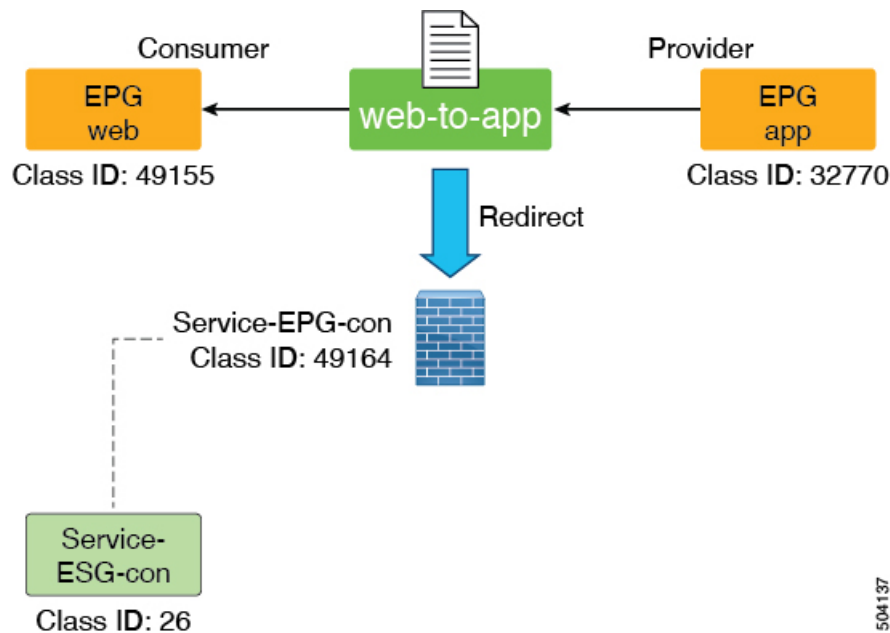 Consumer
Provider
EPG
web
web-to-app
EPG
app
Class ID: 49155
Class ID: 32770
Redirect
Service-EPG-con
Class ID: 49164
Service-
ESG-con
Class ID: 26
504137